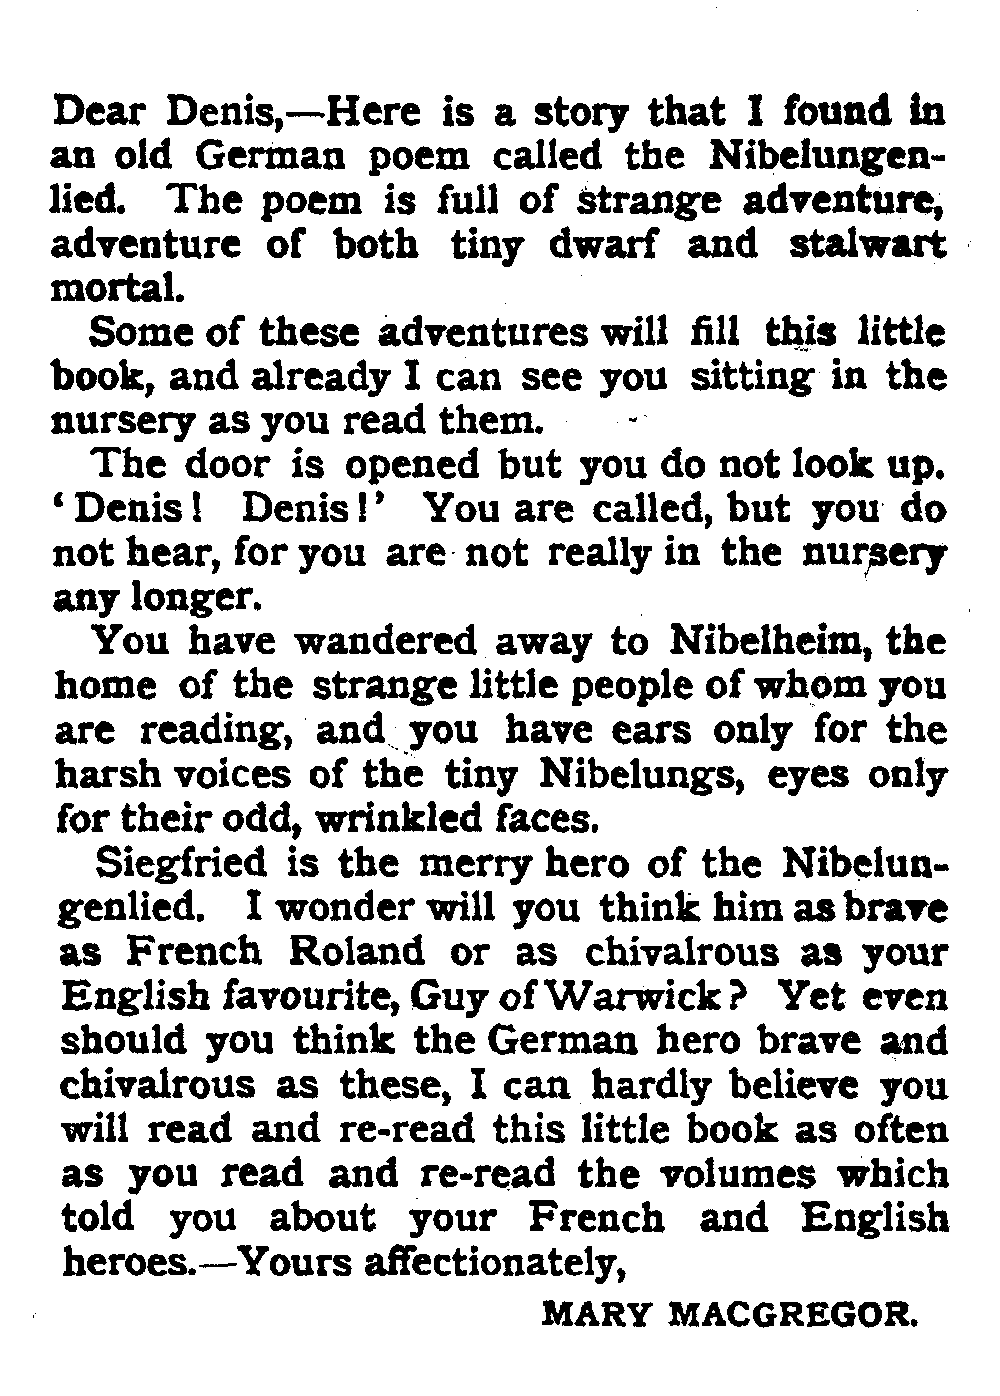 Dear Denis,—Here is a story that I found in
an old German poem called the Nibelungen-
lied. The poem is full of strange adventure,
adventure of both tiny dwarf and stalwart
mortal.
Some of these adventures will fill this little
book, and already I can see you sitting in the
nursery as you read them.
The door is opened but you do not look up.
‘Denis! Denis!’ You are called, but you do
not hear, for you are not really in the nursery
any longer.
You have wandered away to Nibelheim, the
home of the strange little people of whom you
are reading, and you have ears only for the
harsh voices of the tiny Nibelungs, eyes only
for their odd, wrinkled faces.
Siegfried is the merry hero of the Nibelun-
genlied. I wonder will you think him as brave
as French Roland or as chivalrous as your
English favourite, Guy of Warwick? Yet even
should you think the German hero brave and
chivalrous as these, I can hardly believe you
will read and re-read this little book as often
as you read and re-read the volumes which
told you about your French and English
heroes.—Yours affectionately,
MARY MACGREGOR.